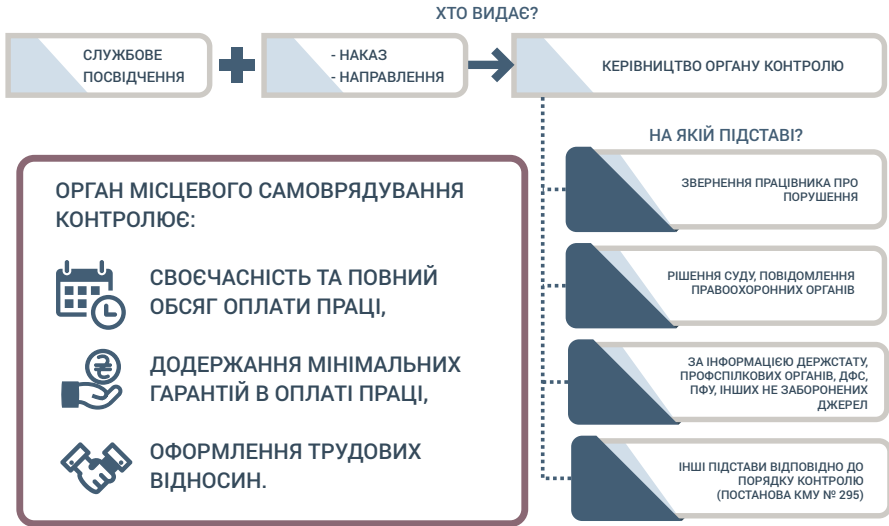 ХТО ВИДАЄ?
СЛУЖБОВЕ
ПОСВІДЧЕННЯ
- НАКАЗ
- НАПРАВЛЕННЯ
КЕРІВНИЦТВО ОРГАНУ КОНТРОЛЮ
НА ЯКІЙ ПІДСТАВІ?
ЗВЕРНЕННЯ ПРАЦІВНИКА ПРО
ПОРУШЕННЯ
РІШЕННЯ СУДУ, ПОВІДОМЛЕННЯ
ПРАВООХОРОННИХ ОРГАНІВ
ЗА ІНФОРМАЦІЄЮ ДЕРЖСТАТУ,
ПРОФСПІЛКОВИХ ОРГАНІВ, ДФС,
ПФУ, ІНШИХ НЕ ЗАБОРОНЕНИХ
ДЖЕРЕЛ
ІНШІ ПІДСТАВИ ВІДПОВІДНО ДО
ПОРЯДКУ КОНТРОЛЮ
(ПОСТАНОВА КМУ № 295)
ОРГАН МІСЦЕВОГО САМОВРЯДУВАННЯ
КОНТРОЛЮЄ:
СВОЄЧАСНІСТЬ ТА ПОВНИЙ
ОБСЯГ ОПЛАТИ ПРАЦІ,
₴
ДОДЕРЖАННЯ МІНІМАЛЬНИХ
ГАРАНТІЙ В ОПЛАТІ ПРАЦІ,
ОФОРМЛЕННЯ ТРУДОВИХ
ВІДНОСИН.